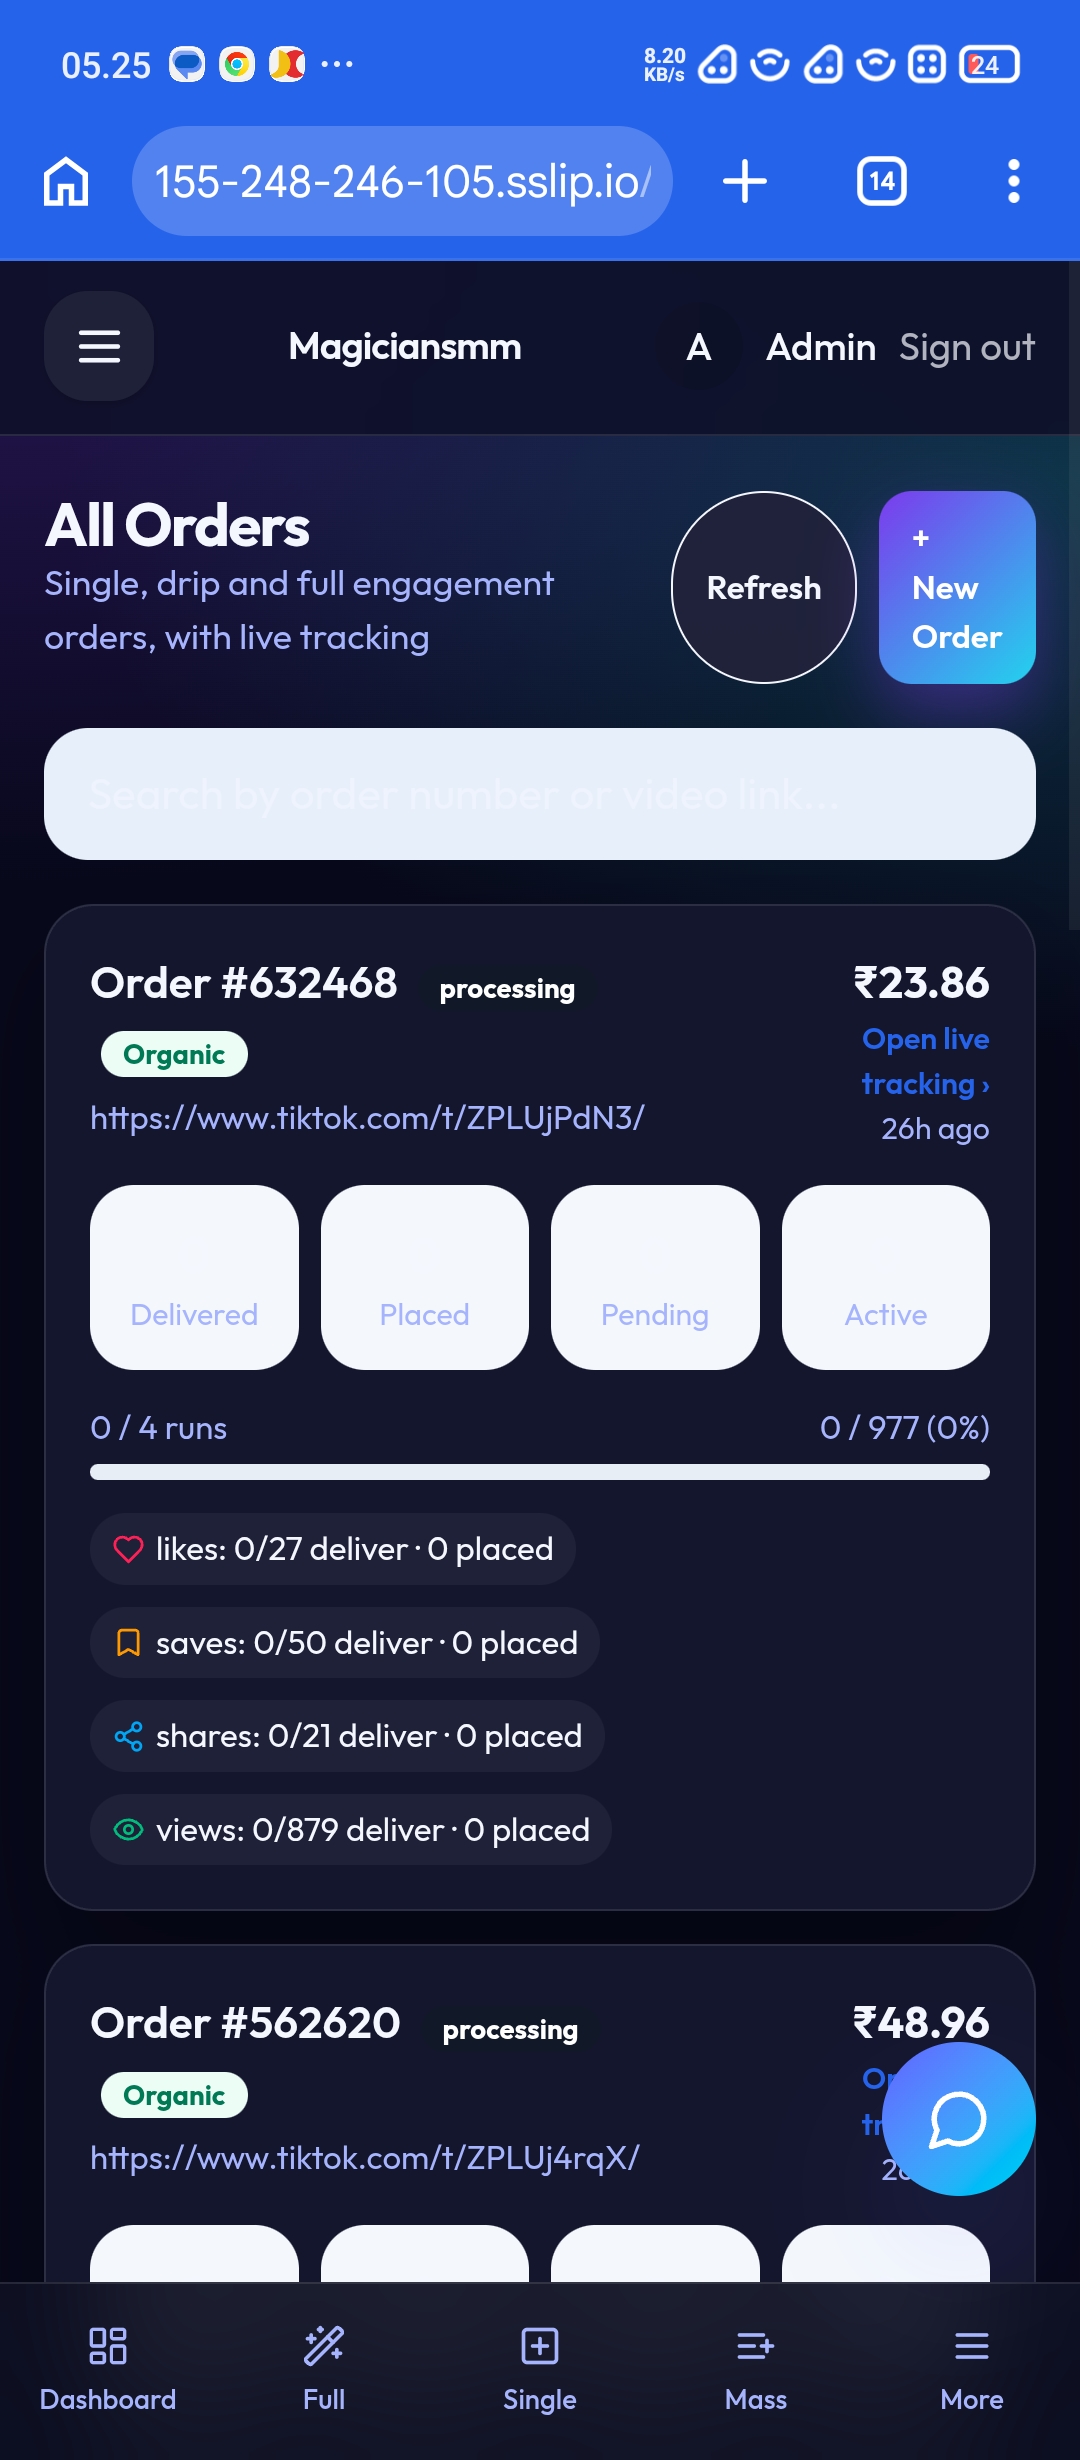 05.25
8.20 KB/s
24
155-248-246-105.sslip.io/
14
Magiciansmm
A
Admin
Sign out
All Orders
Single, drip and full engagement
orders, with live tracking
Refresh
+
New
Order
Search by order number or video link...
Order #632468
processing
₹23.86
Organic
Open live
tracking ›
https://www.tiktok.com/t/ZPLUjPdN3/
26h ago
Delivered
Placed
Pending
Active
0 / 4 runs
0 / 977 (0%)
likes: 0/27 deliver · 0 placed
saves: 0/50 deliver · 0 placed
shares: 0/21 deliver · 0 placed
views: 0/879 deliver · 0 placed
Order #562620
processing
₹48.96
Organic
https://www.tiktok.com/t/ZPLUj4rqX/
Dashboard
Full
Single
Mass
More